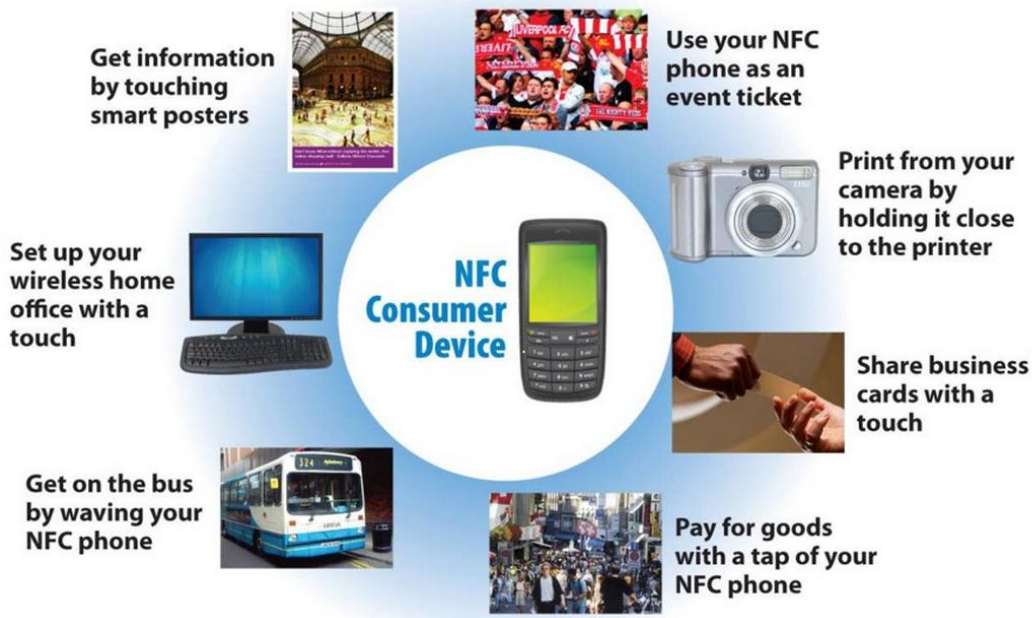 Get information
by touching
smart posters
LIVERPOOL FC
Use your NFC
phone as an
event ticket
Print from your
camera by
holding it close
to the printer
Set up your
wireless home
office with a
touch
NFC
Consumer
Device
Share business
cards with a
touch
324
ARRIVA
Get on the bus
by waving your
NFC phone
Pay for goods
with a tap of your
NFC phone